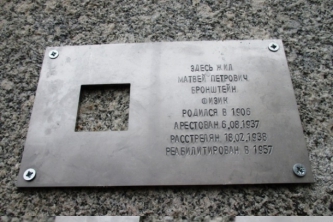 ЗДЕСЬ ЖИЛ
МАТВЕЙ ПЕТРОВИЧ
БРОНШТЕЙН
ФИЗИК
РОДИЛСЯ В 1906
АРЕСТОВАН 6.08.1937
РАССТРЕЛЯН 18.02.1938
РЕАБИЛИТИРОВАН В 1957